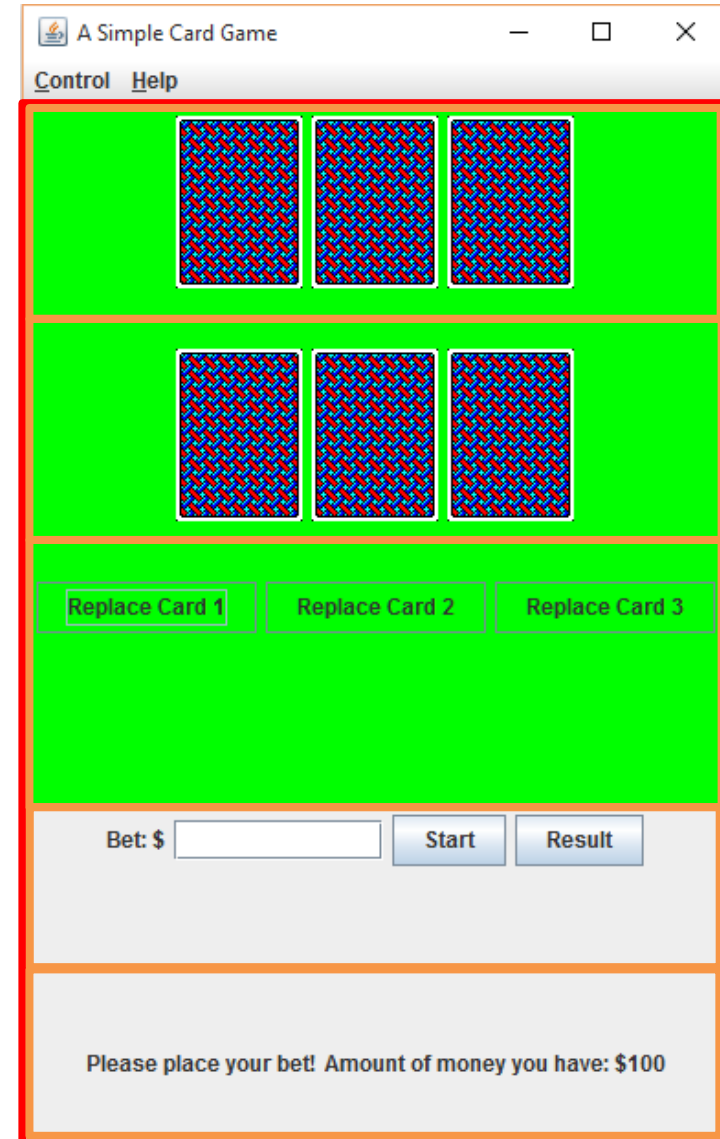 A Simple Card Game
Control Help
Replace Card 1 Replace Card 2 Replace Card 3
Bet: $ Start Result
Please place your bet! Amount of money you have: $100